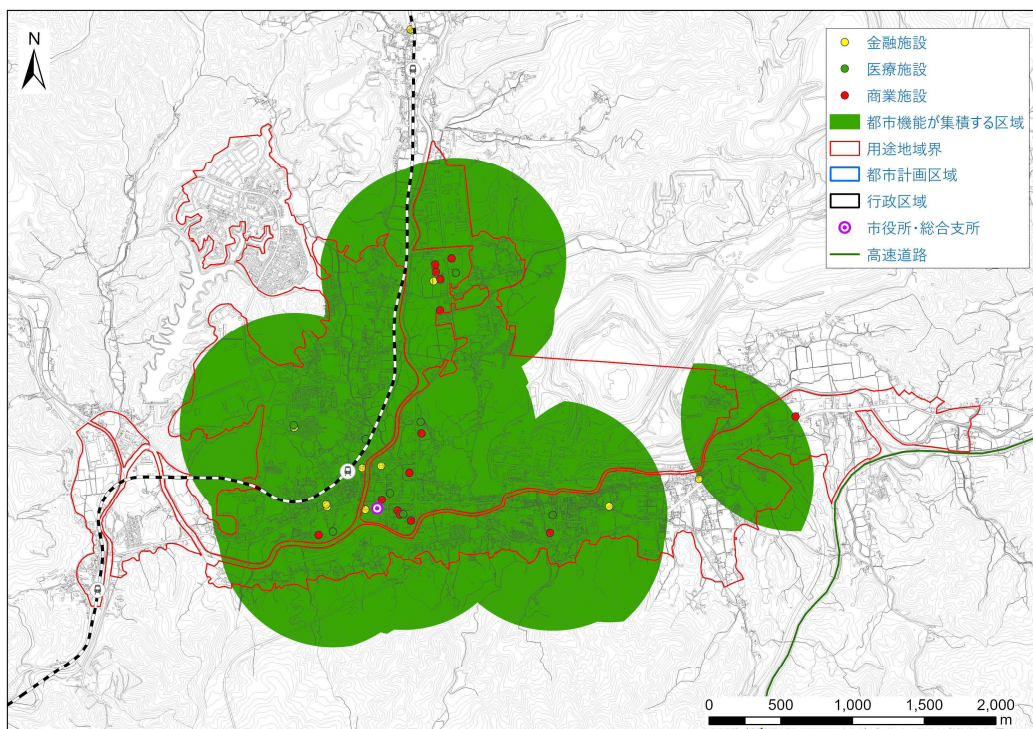 N
金融施設
医療施設
商業施設
都市機能が集積する区域
用途地域界
都市計画区域
行政区域
市役所・総合支所
高速道路
0 500 1,000 1,500 2,000
m